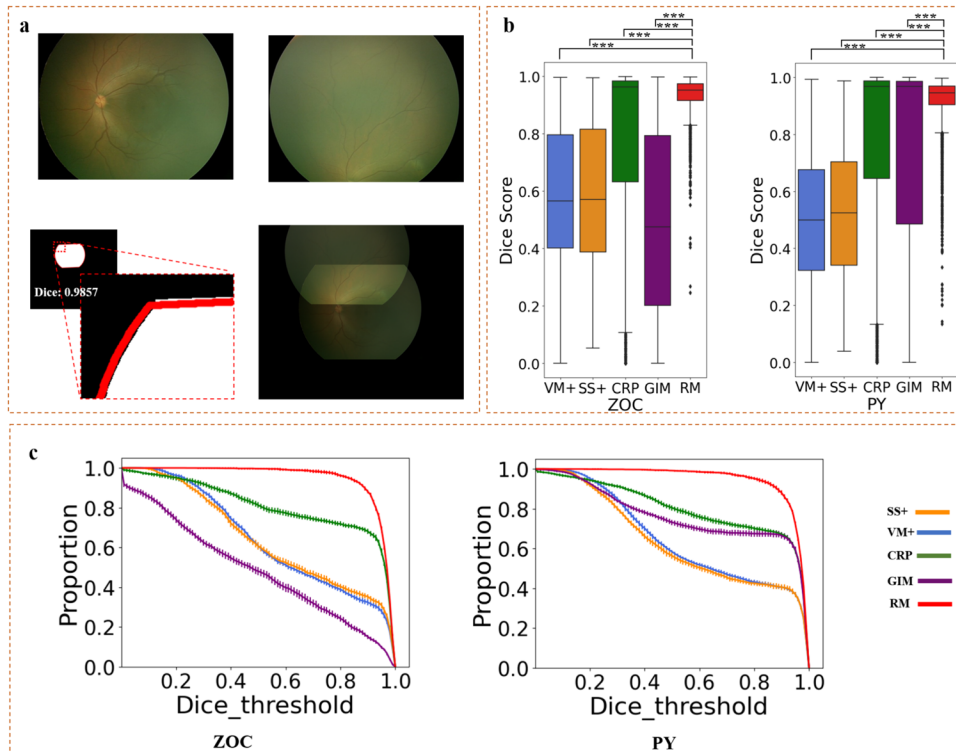 a
Dice: 0.9857
b
***
***
***
***
Dice Score
1.0
0.8
0.6
0.4
0.2
0.0
VM+ SS+ CRP GIM RM
ZOC
***
***
***
***
Dice Score
1.0
0.8
0.6
0.4
0.2
0.0
VM+ SS+ CRP GIM RM
PY
c
Proportion
1.0
0.8
0.6
0.4
0.2
0.0
0.2 0.4 0.6 0.8 1.0
Dice_threshold
ZOC
Proportion
1.0
0.8
0.6
0.4
0.2
0.0
0.2 0.4 0.6 0.8 1.0
Dice_threshold
PY
SS+
VM+
CRP
GIM
RM